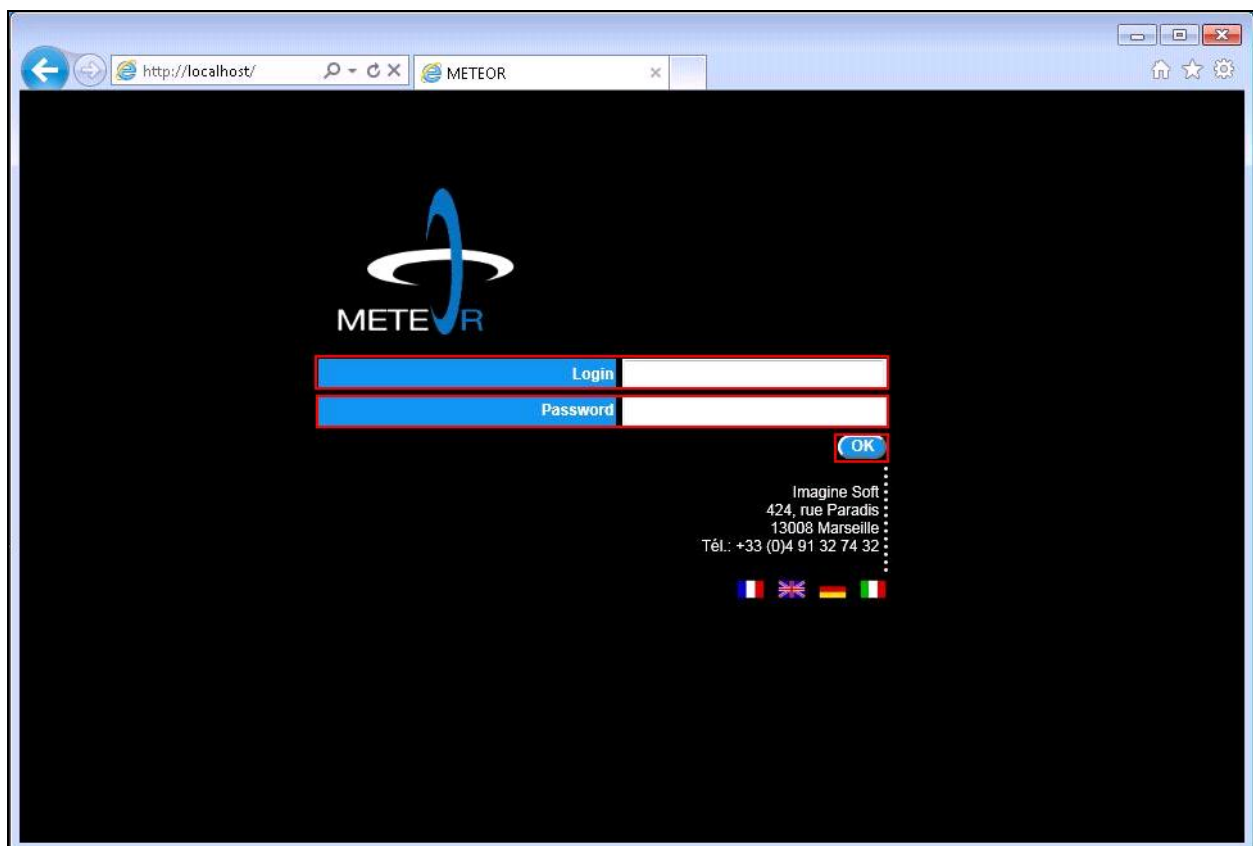 http://localhost/
METEOR
METEOR
Login
Password
OK
Imagine Soft
424, rue Paradis
13008 Marseille
Tél.: +33 (0)4 91 32 74 32